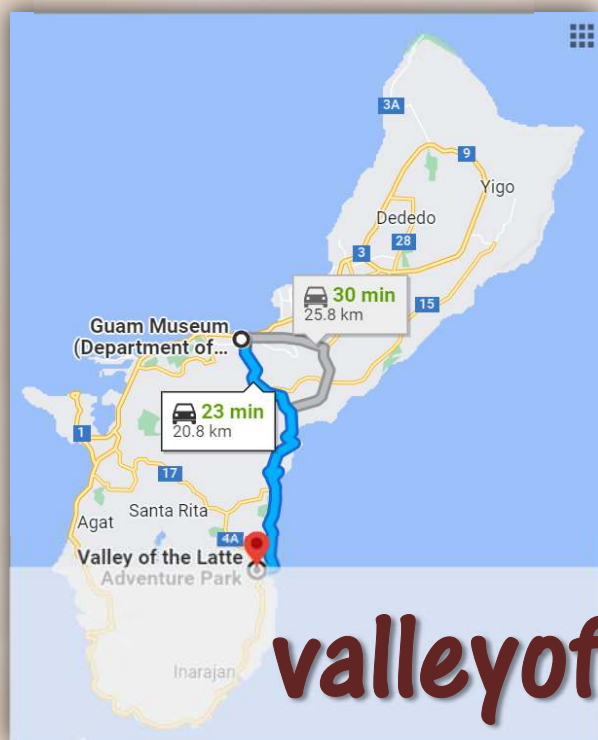 3A
9
Yigo
Dededo
28
3
30 min
25.8 km
15
Guam Museum
(Department of...
23 min
20.8 km
1
17
Santa Rita
Agat
4A
Valley of the Latte
Adventure Park
Inarajan
valleyof